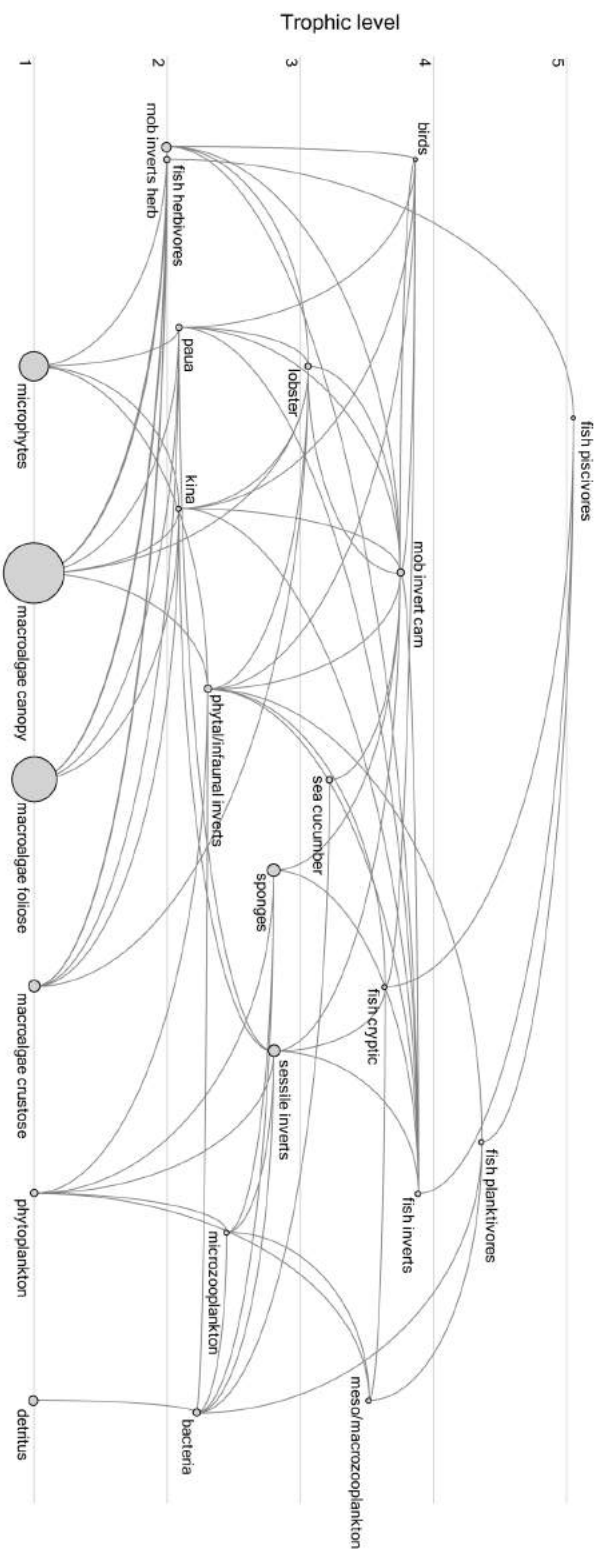 Trophic level
5
4
3
2
1
fish piscivores
fish planktivores
birds
fish inverts
mob invert carn
fish cryptic
meso/macrozooplankton
sea cucumber
lobster
sponges
sessile inverts
microzooplankton
phytal/infaunal inverts
bacteria
paua
kina
fish herbivores
mob inverts herb
microphytes
macroalgae canopy
macroalgae foliose
macroalgae crustose
phytoplankton
detritus